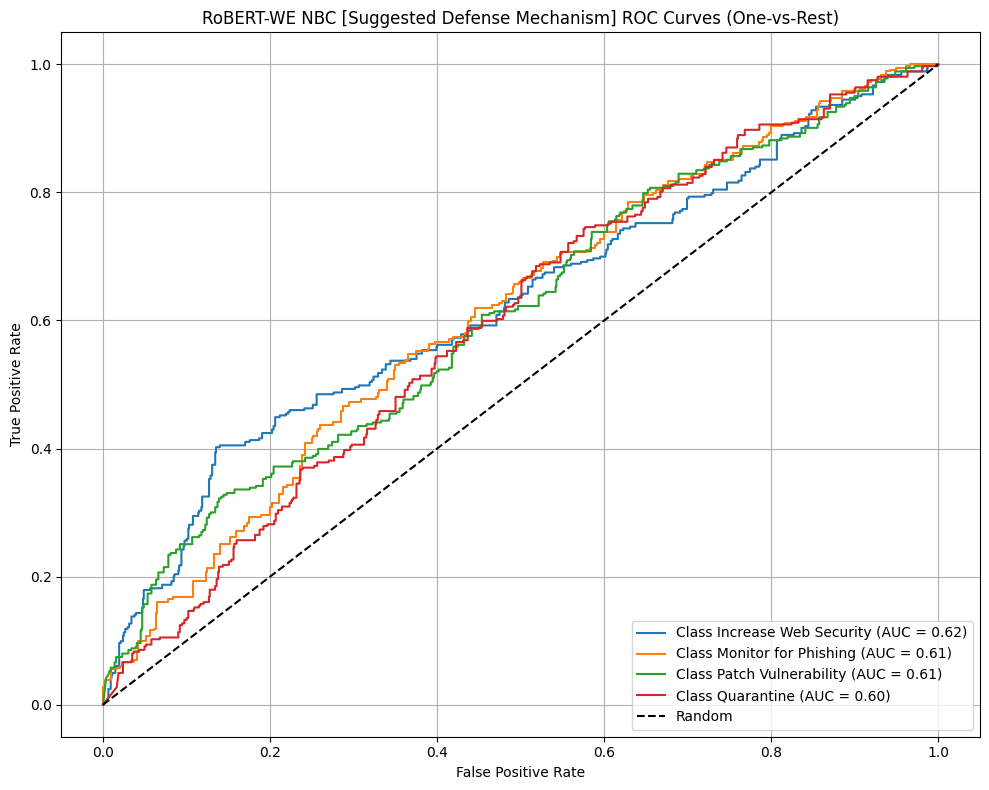 RoBERT-WE NBC [Suggested Defense Mechanism] ROC Curves (One-vs-Rest)
True Positive Rate
1.0
0.8
0.6
0.4
0.2
0.0
Class Increase Web Security (AUC = 0.62)
Class Monitor for Phishing (AUC = 0.61)
Class Patch Vulnerability (AUC = 0.61)
Class Quarantine (AUC = 0.60)
Random
0.0 0.2 0.4 0.6 0.8 1.0
False Positive Rate